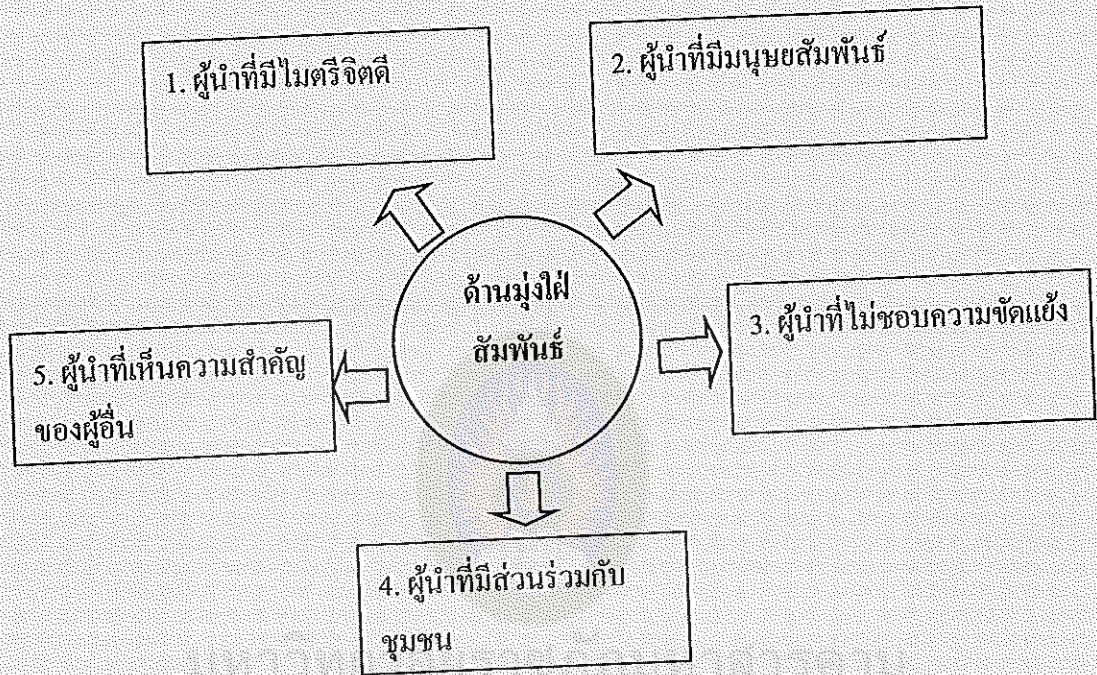 1. ผู้นำที่มีไมตรีจิตดี
2. ผู้นำที่มีมนุษยสัมพันธ์
ด้านมุ่งใฝ่
สัมพันธ์
3. ผู้นำที่ไม่ชอบความขัดแย้ง
5. ผู้นำที่เห็นความสำคัญ
ของผู้อื่น
4. ผู้นำที่มีส่วนร่วมกับ
ชุมชน